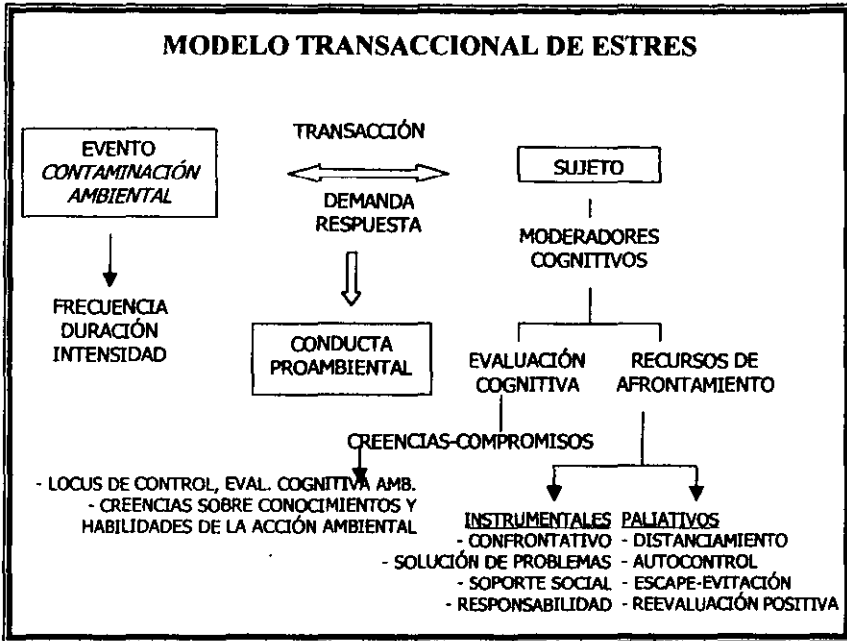 MODELO TRANSACCIONAL DE ESTRES
EVENTO
CONTAMINACIÓN
AMBIENTAL
FRECUENCIA
DURACIÓN
INTENSIDAD
TRANSACCIÓN
DEMANDA
RESPUESTA
CONDUCTA
PROAMBIENTAL
SUJETO
MODERADORES
COGNITIVOS
EVALUACIÓN
COGNITIVA
RECURSOS DE
AFRONTAMIENTO
CREENCIAS-COMPROMISOS
- LOCUS DE CONTROL, EVAL. COGNITIVA AMB.
- CREENCIAS SOBRE CONOCIMIENTOS Y
HABILIDADES DE LA ACCIÓN AMBIENTAL
INSTRUMENTALES PALIATIVOS
- CONFRONTATIVO - DISTANCIAMIENTO
- SOLUCIÓN DE PROBLEMAS - AUTOCONTROL
- SOPORTE SOCIAL - ESCAPE-EVITACIÓN
- RESPONSABILIDAD - REEVALUACIÓN POSITIVA